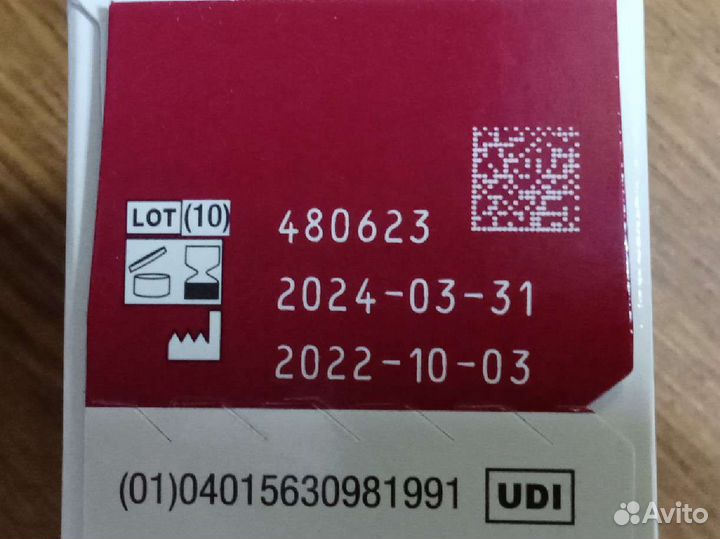 LOT (10) 480623
2024-03-31
2022-10-03
(01)04015630981991 UDI
Avito